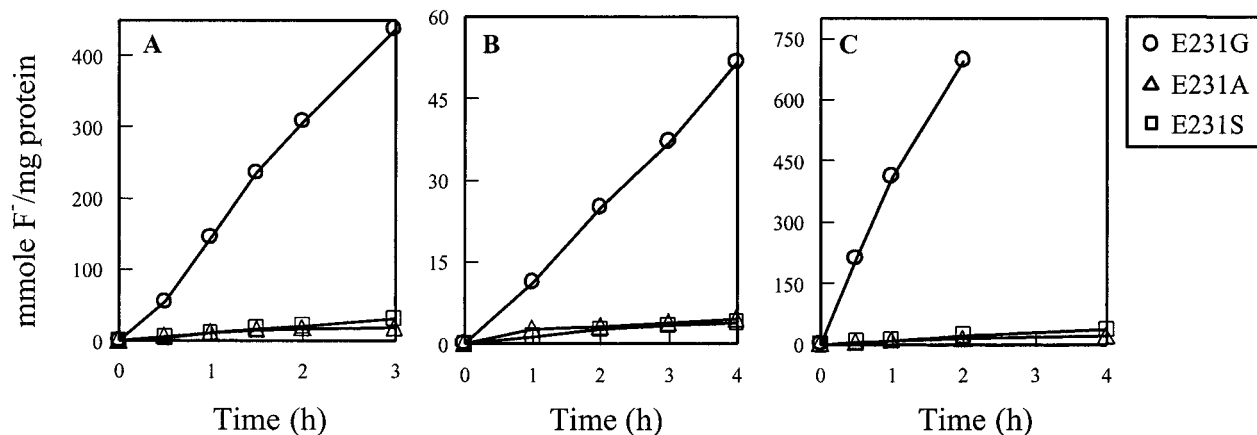 mmole F⁻/mg protein
A
400
300
200
100
0
0 1 2 3
Time (h)
B
60
45
30
15
0
0 1 2 3 4
Time (h)
C
750
600
450
300
150
0
0 1 2 3 4
Time (h)
E231G
E231A
E231S